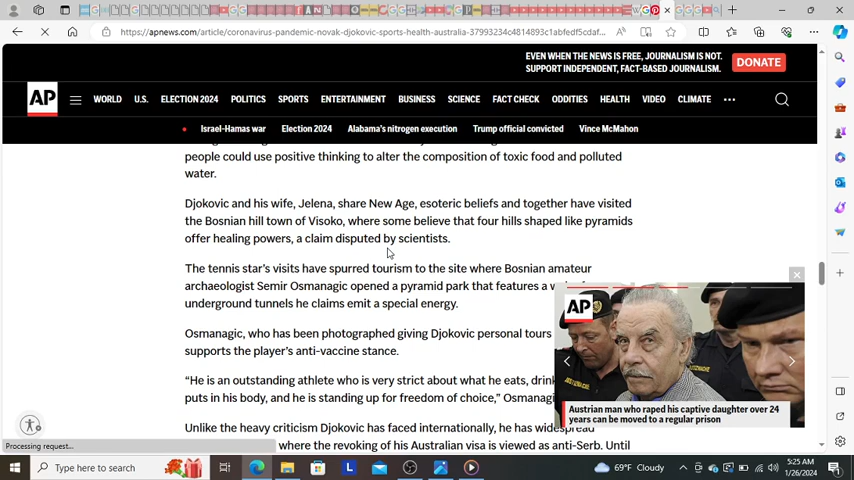 https://apnews.com/article/coronavirus-pandemic-novak-djokovic-sports-health-australia-37993234c4814893c1abfedf5cdaf...
EVEN WHEN THE NEWS IS FREE, JOURNALISM IS NOT.
SUPPORT INDEPENDENT, FACT-BASED JOURNALISM.
DONATE
AP
WORLD U.S. ELECTION 2024 POLITICS SPORTS ENTERTAINMENT BUSINESS SCIENCE FACT CHECK ODDITIES HEALTH VIDEO CLIMATE
Israel-Hamas war Election 2024 Alabama's nitrogen execution Trump official convicted Vince McMahon
people could use positive thinking to alter the composition of toxic food and polluted
water.
Djokovic and his wife, Jelena, share New Age, esoteric beliefs and together have visited
the Bosnian hill town of Visoko, where some believe that four hills shaped like pyramids
offer healing powers, a claim disputed by scientists.
The tennis star's visits have spurred tourism to the site where Bosnian amateur
archaeologist Semir Osmanagic opened a pyramid park that features a
underground tunnels he claims emit a special energy.
Osmanagic, who has been photographed giving Djokovic personal tours
supports the player's anti-vaccine stance.
"He is an outstanding athlete who is very strict about what he eats,
puts in his body, and he is standing up for freedom of choice,"
Unlike the heavy criticism Djokovic has faced internationally, he has widespread
where the revoking of his Australian visa is viewed as anti-Serb. Until
AP
Austrian man who raped his captive daughter over 24
years can be moved to a regular prison
Processing request...
Type here to search
69°F Cloudy
5:25 AM
1/26/2024